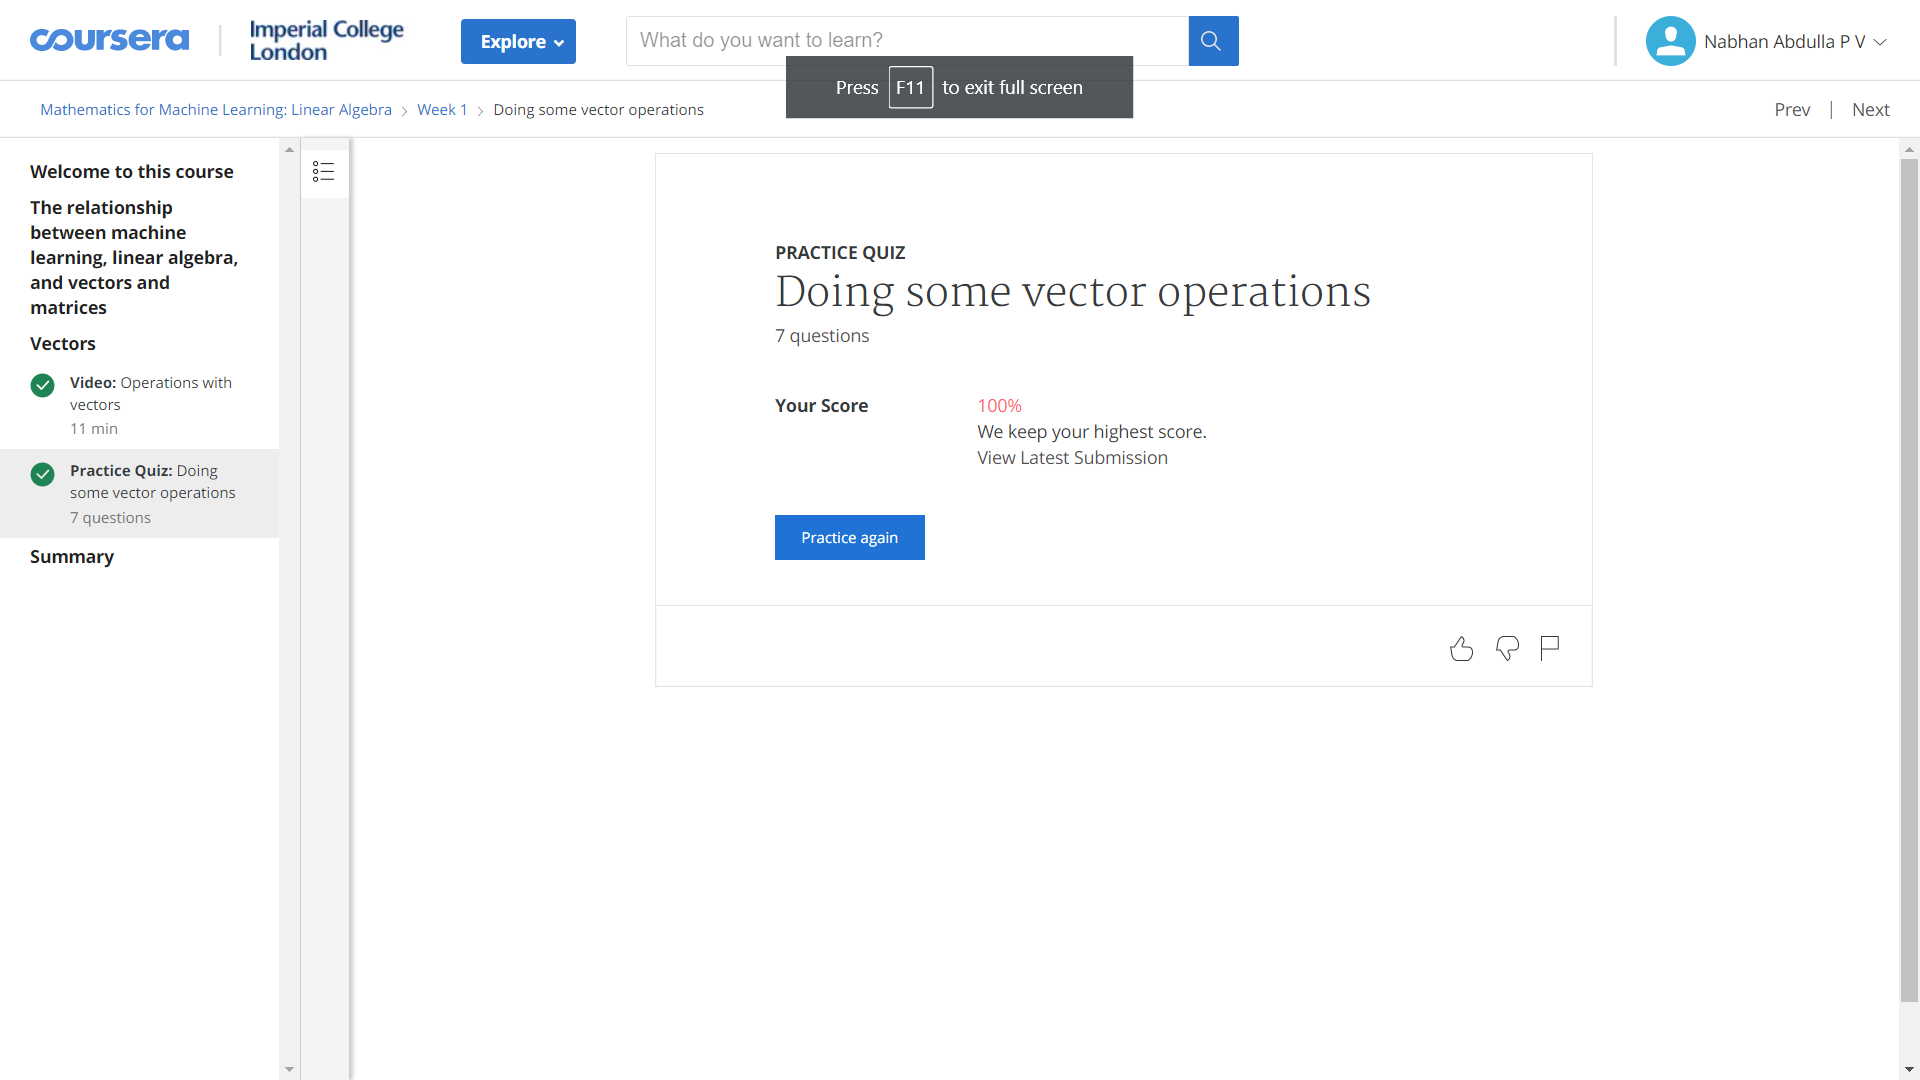 coursera
Imperial College
London
Explore
What do you want to learn?
Nabhan Abdulla P V
Press F11 to exit full screen
Mathematics for Machine Learning: Linear Algebra > Week 1 > Doing some vector operations
Prev | Next
Welcome to this course
The relationship
between machine
learning, linear algebra,
and vectors and
matrices
Vectors
Video: Operations with
vectors
11 min
Practice Quiz: Doing
some vector operations
7 questions
Summary
PRACTICE QUIZ
Doing some vector operations
7 questions
Your Score
100%
We keep your highest score.
View Latest Submission
Practice again